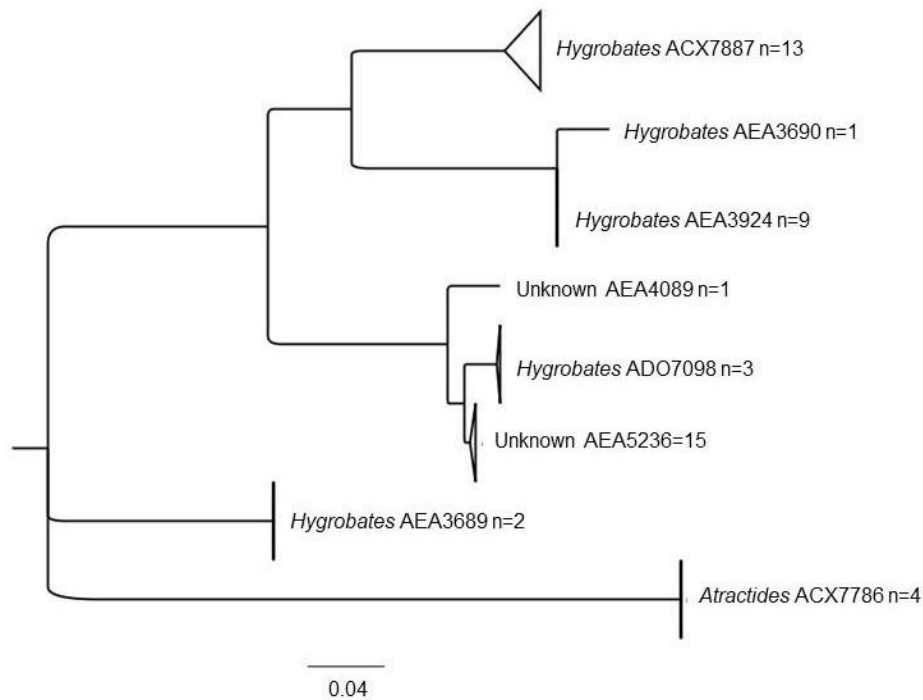 Hygrobates ACX7887 n=13
Hygrobates AEA3690 n=1
Hygrobates AEA3924 n=9
Unknown AEA4089 n=1
Hygrobates ADO7098 n=3
Unknown AEA5236=15
Hygrobates AEA3689 n=2
Atractides ACX7786 n=4
0.04